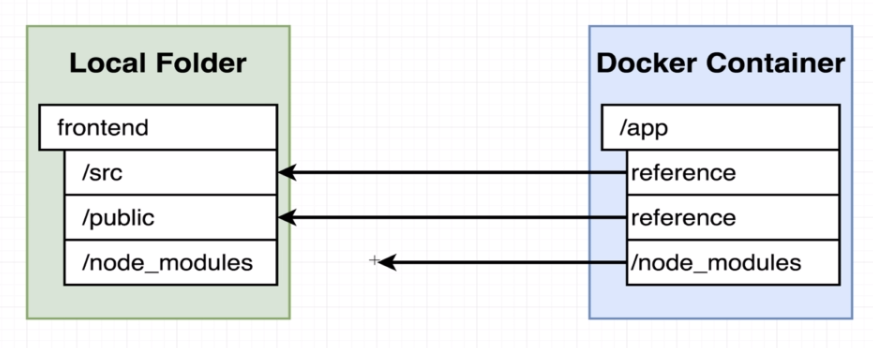 Local Folder
frontend
/src
/public
/node_modules
Docker Container
/app
reference
reference
/node_modules